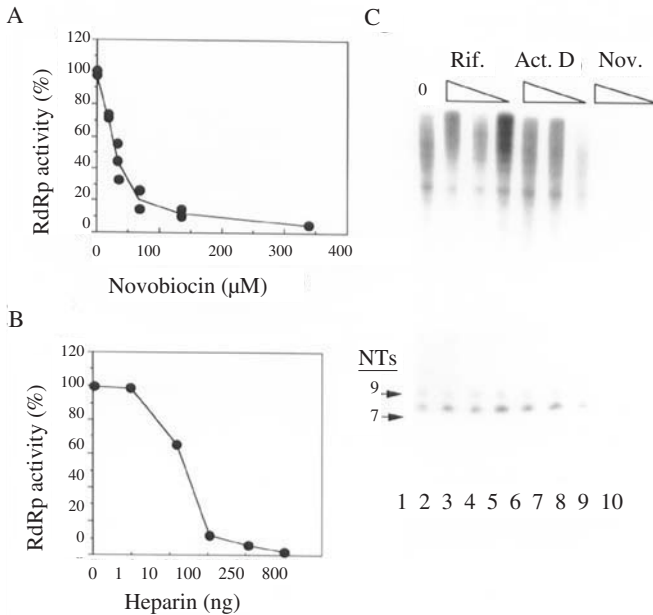 A
120
100
80
60
40
20
0
RdRp activity (%)
0 100 200 300 400
Novobiocin (µM)
B
120
100
80
60
40
20
0
RdRp activity (%)
0 1 10 100 250 800
Heparin (ng)
C
Rif. Act. D Nov.
0
NTs
9
7
1 2 3 4 5 6 7 8 9 10